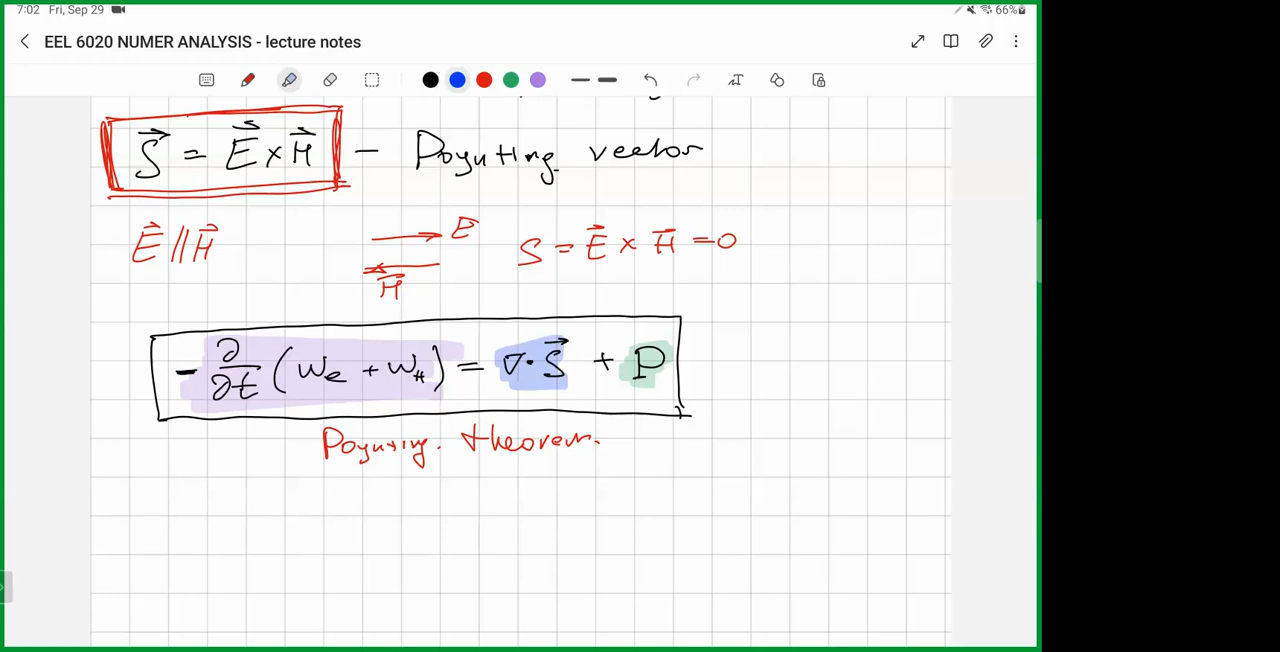 7:02 Fri, Sep 29 66%
EEL 6020 NUMER ANALYSIS - lecture notes
S⃗ = E⃗ × H⃗ — Poynting vector
E⃗ // H⃗ E⃗ H⃗ S = E⃗ × H⃗ = 0
- ∂/∂t (We + WH) = ∇·S⃗ + P
Poynting. theorem.